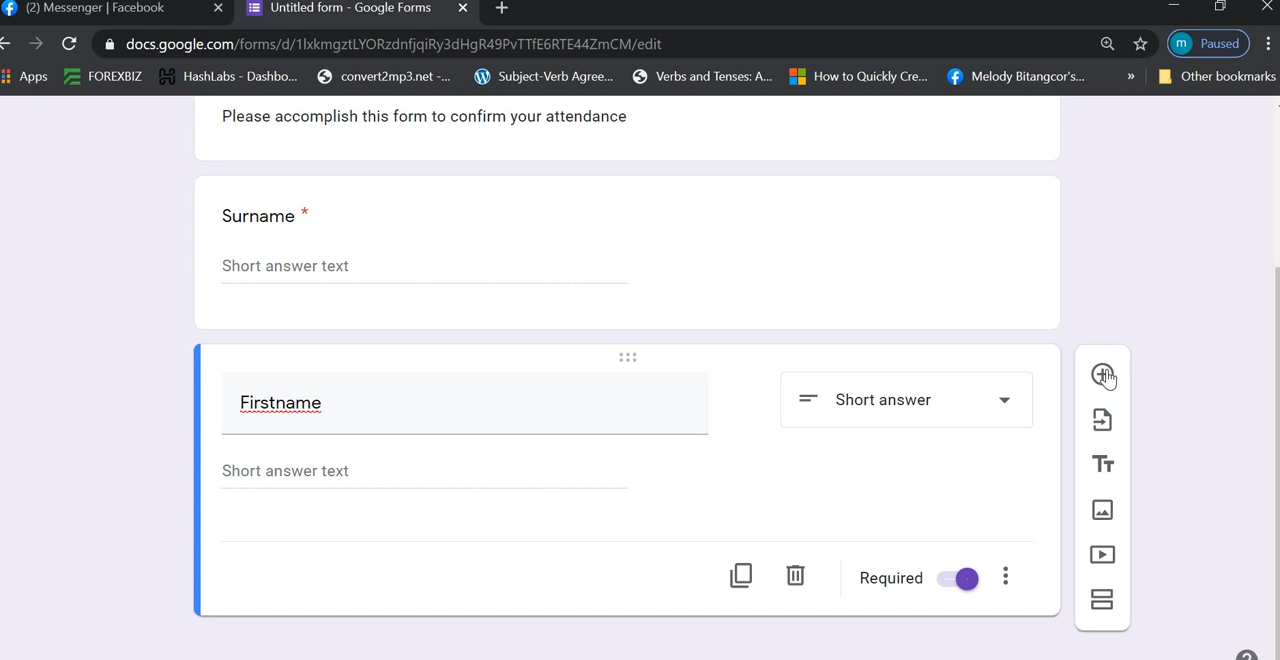 (2) Messenger | Facebook
Untitled form - Google Forms
docs.google.com/forms/d/1lxkmgztLYORzdnfjqiRy3dHgR49PvTTfE6RTE44ZmCM/edit
m Paused
Apps FOREXBIZ HashLabs - Dashbo... convert2mp3.net -... Subject-Verb Agree... Verbs and Tenses: A... How to Quickly Cre... Melody Bitangcor's... » Other bookmarks
Please accomplish this form to confirm your attendance
Surname *
Short answer text
Firstname
Short answer
Short answer text
Required